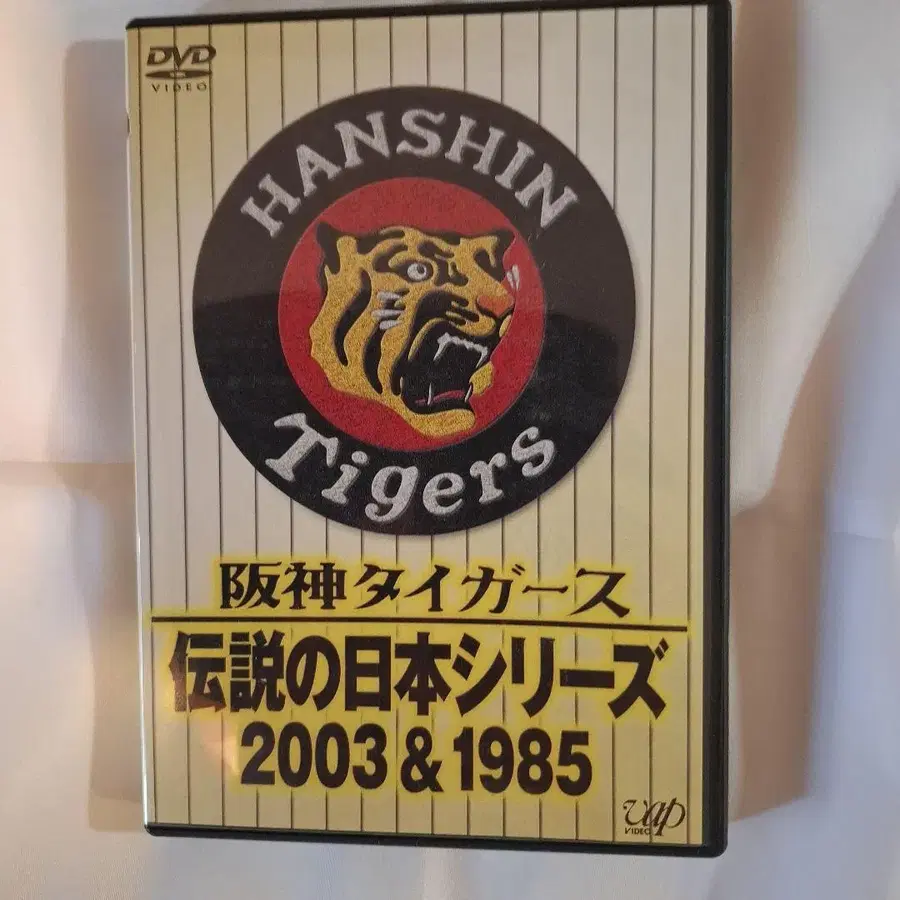 DVD
VIDEO
HANSHIN
Tigers
阪神タイガース
伝説の日本シリーズ
2003 & 1985
vap
VIDEO